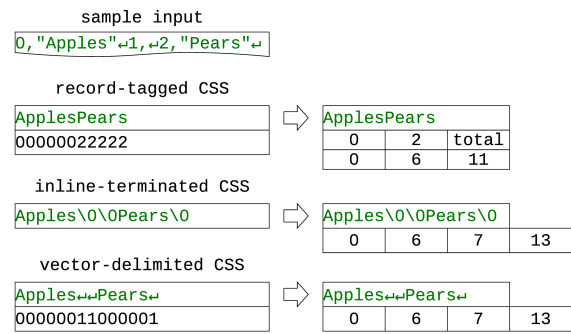 sample input
0,"Apples"↵1,↵2,"Pears"↵
record-tagged CSS
ApplesPears ApplesPears
00000022222 0 2 total
0 6 11
inline-terminated CSS
Apples\0\0Pears\0 Apples\0\0Pears\0
0 6 7 13
vector-delimited CSS
Apples↵↵Pears↵ Apples↵↵Pears↵
00000011000001 0 6 7 13